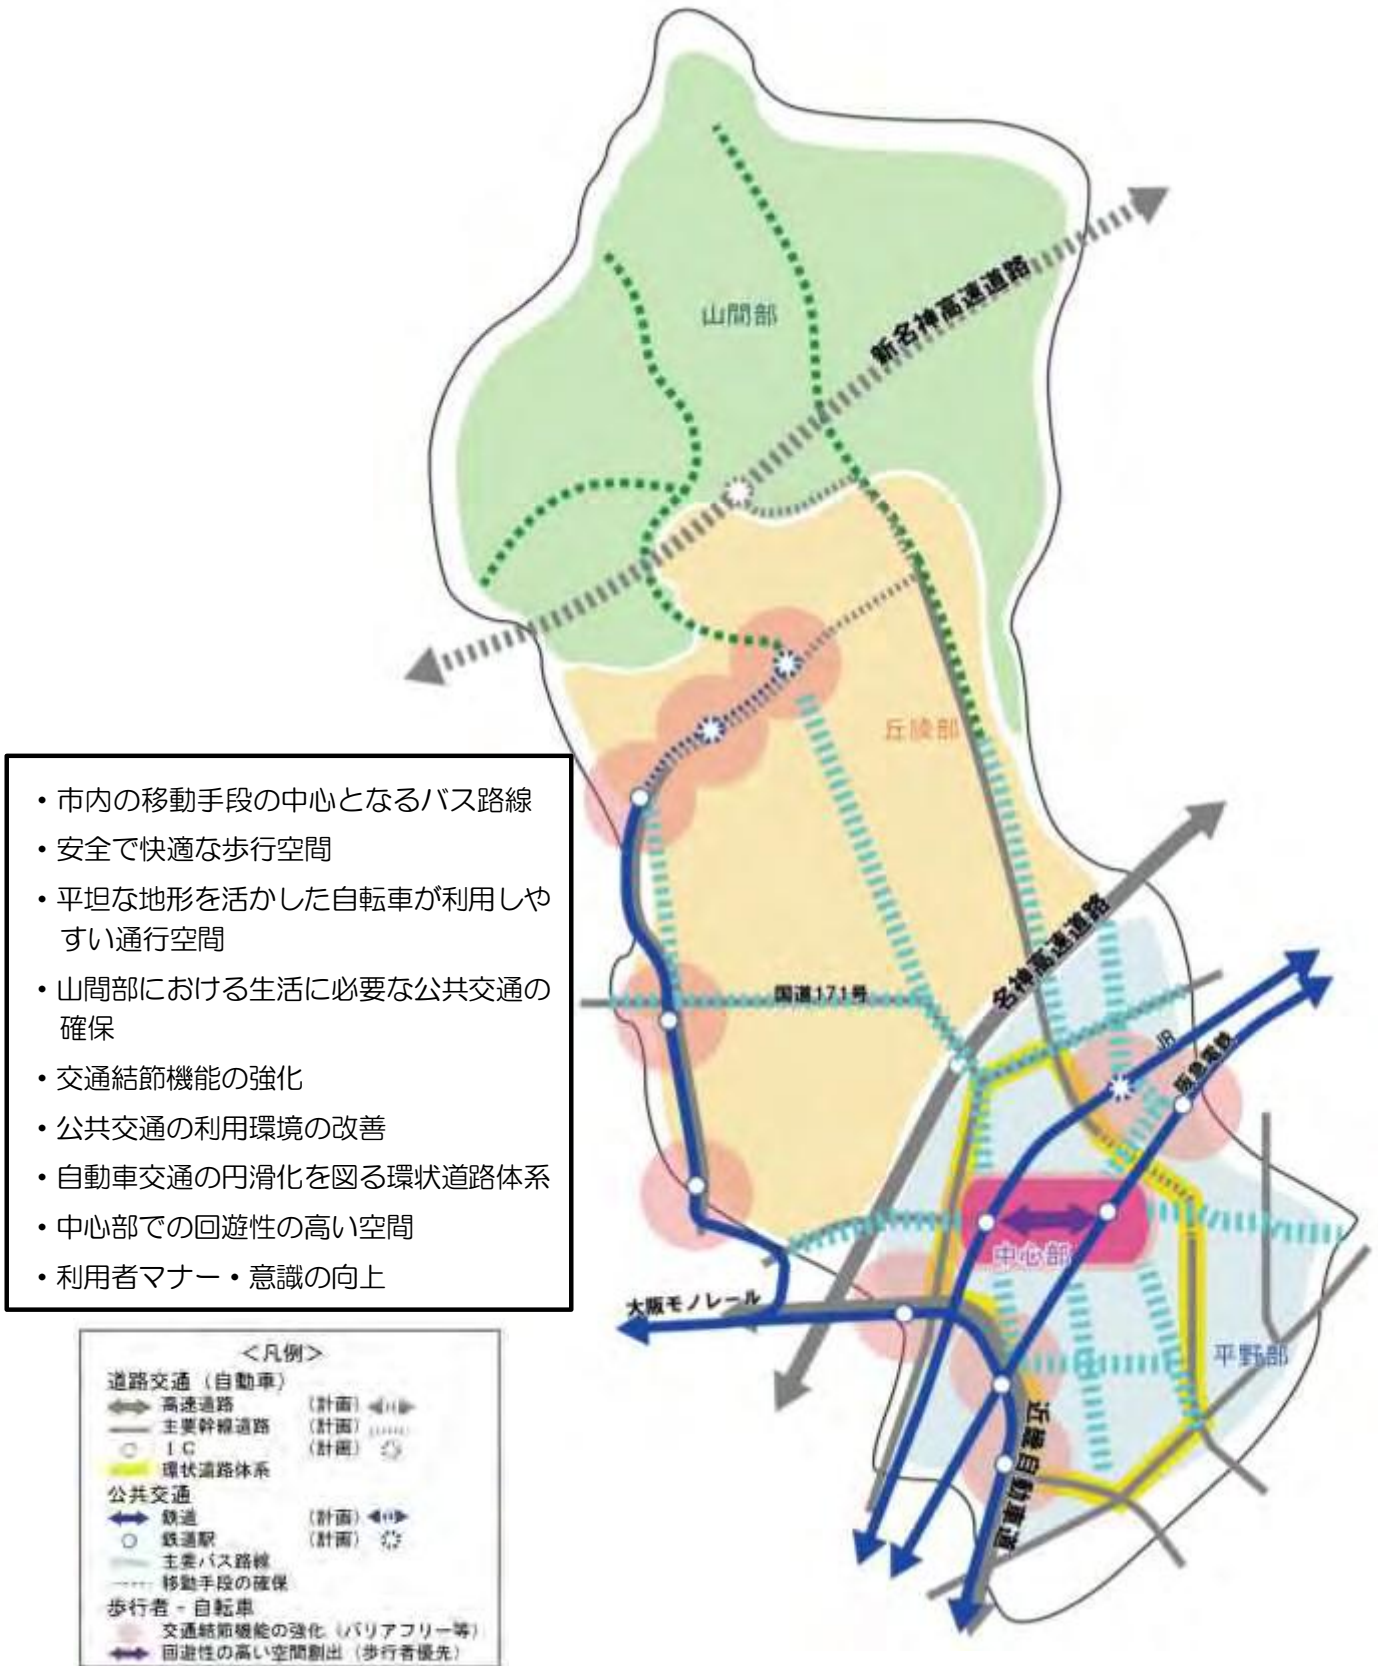 山間部
新名神高速道路
丘陵部
・市内の移動手段の中心となるバス路線
・安全で快適な歩行空間
・平坦な地形を活かした自転車が利用しや
すい通行空間
・山間部における生活に必要な公共交通の
確保
・交通結節機能の強化
・公共交通の利用環境の改善
・自動車交通の円滑化を図る環状道路体系
・中心部での回遊性の高い空間
・利用者マナー・意識の向上
名神高速道路
国道171号
JR
阪急電鉄
中心部
大阪モノレール
平野部
近畿自動車道
<凡例>
道路交通（自動車）
高速道路 （計画）
主要幹線道路 （計画）
IC （計画）
環状道路体系
公共交通
鉄道 （計画）
鉄道駅 （計画）
主要バス路線
移動手段の確保
歩行者・自転車
交通結節機能の強化（バリアフリー等）
回遊性の高い空間創出（歩行者優先）